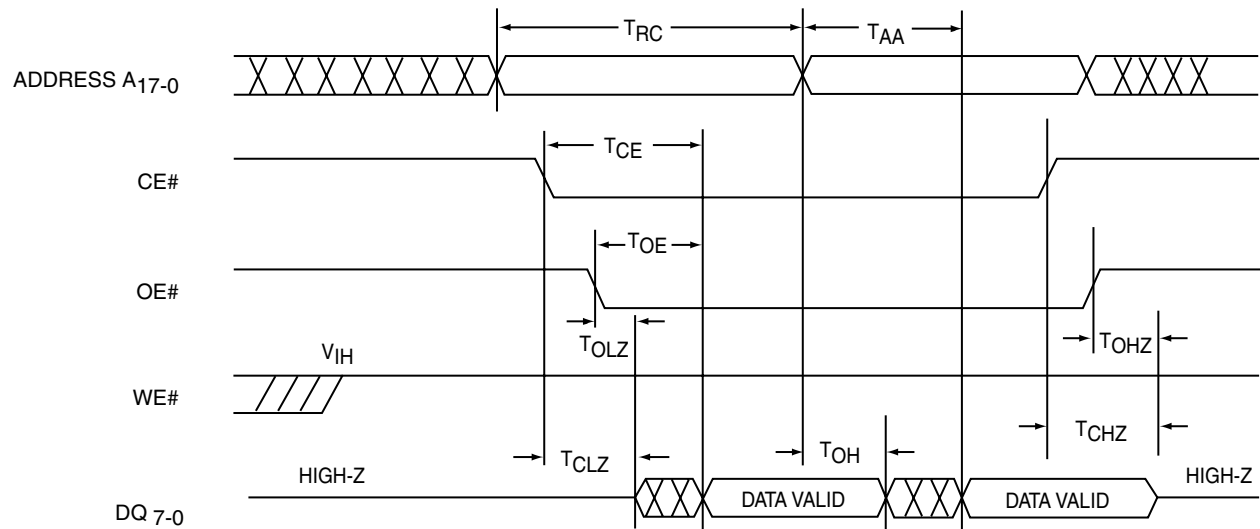 TRC
TAA
ADDRESS A17-0
TCE
CE#
TOE
OE#
TOLZ
TOHZ
VIH
WE#
TCLZ
TOH
TCHZ
HIGH-Z
HIGH-Z
DATA VALID
DATA VALID
DQ 7-0